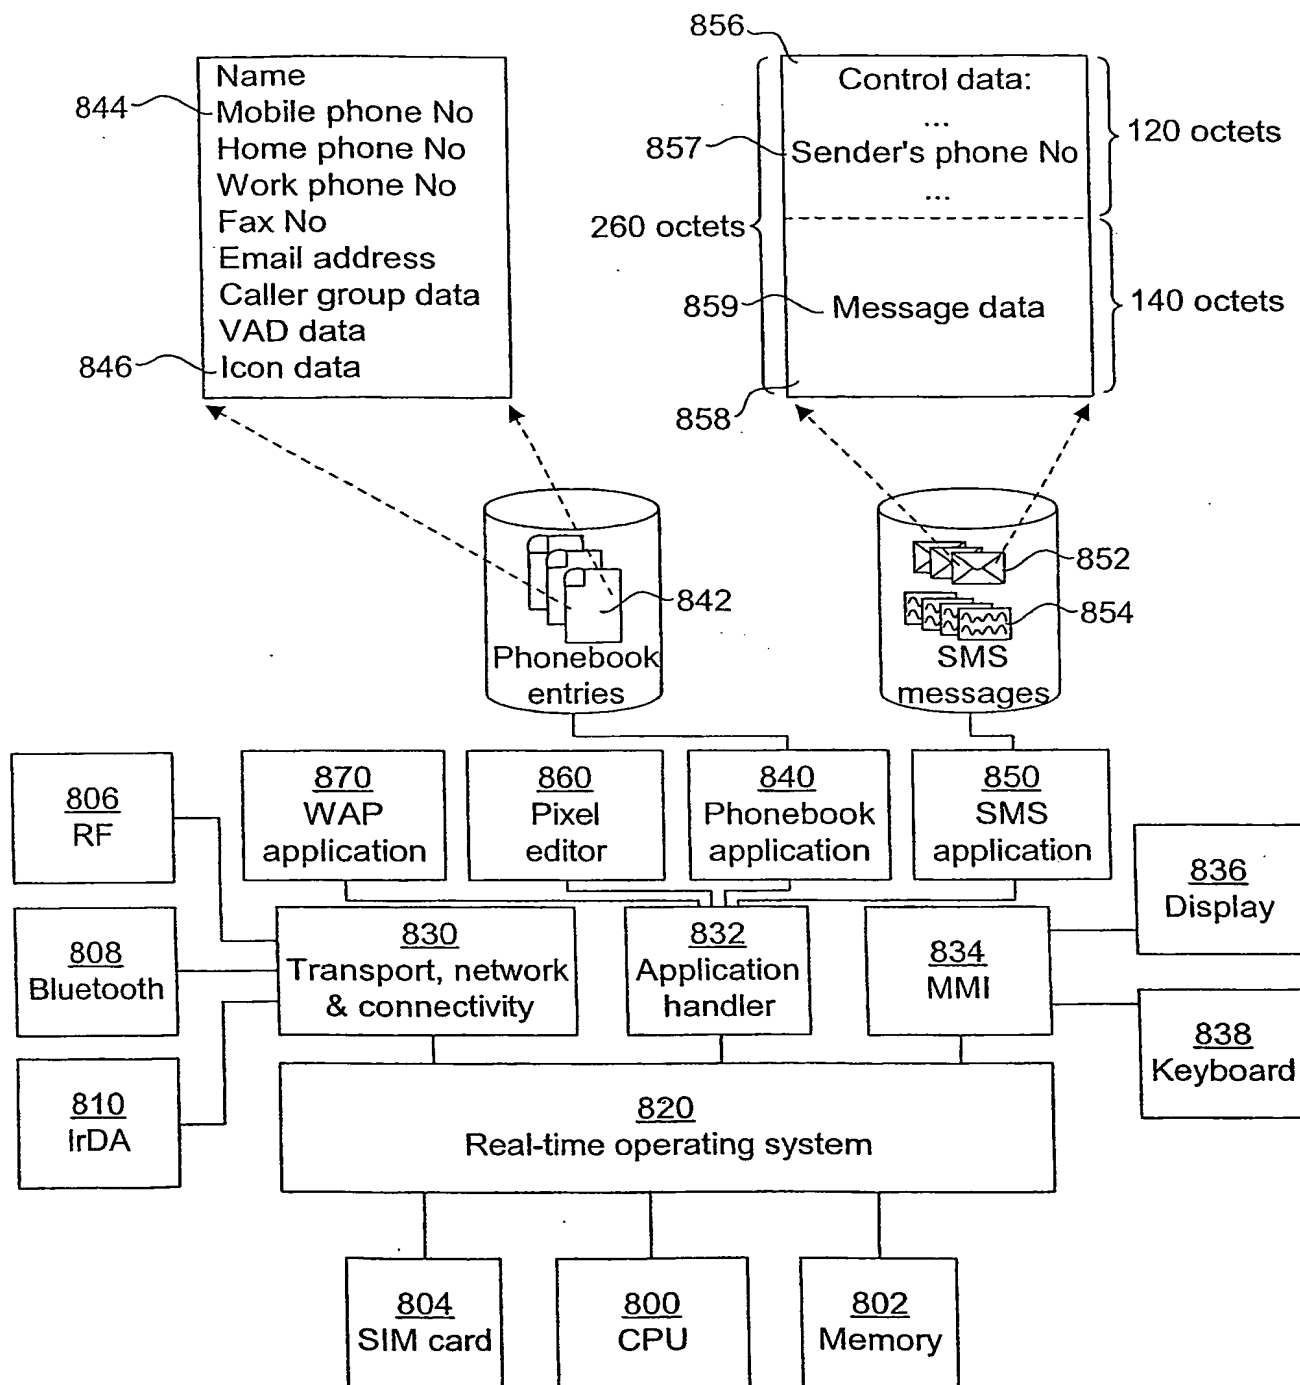 856
Name
Mobile phone No
Home phone No
Work phone No
Fax No
Email address
Caller group data
VAD data
Icon data
844
846
Control data:
...
Sender's phone No
...
Message data
857
260 octets
859
858
120 octets
140 octets
842
Phonebook
entries
852
854
SMS
messages
806
RF
870
WAP
application
860
Pixel
editor
840
Phonebook
application
850
SMS
application
836
Display
808
Bluetooth
830
Transport, network
& connectivity
832
Application
handler
834
MMI
838
Keyboard
810
IrDA
820
Real-time operating system
804
SIM card
800
CPU
802
Memory